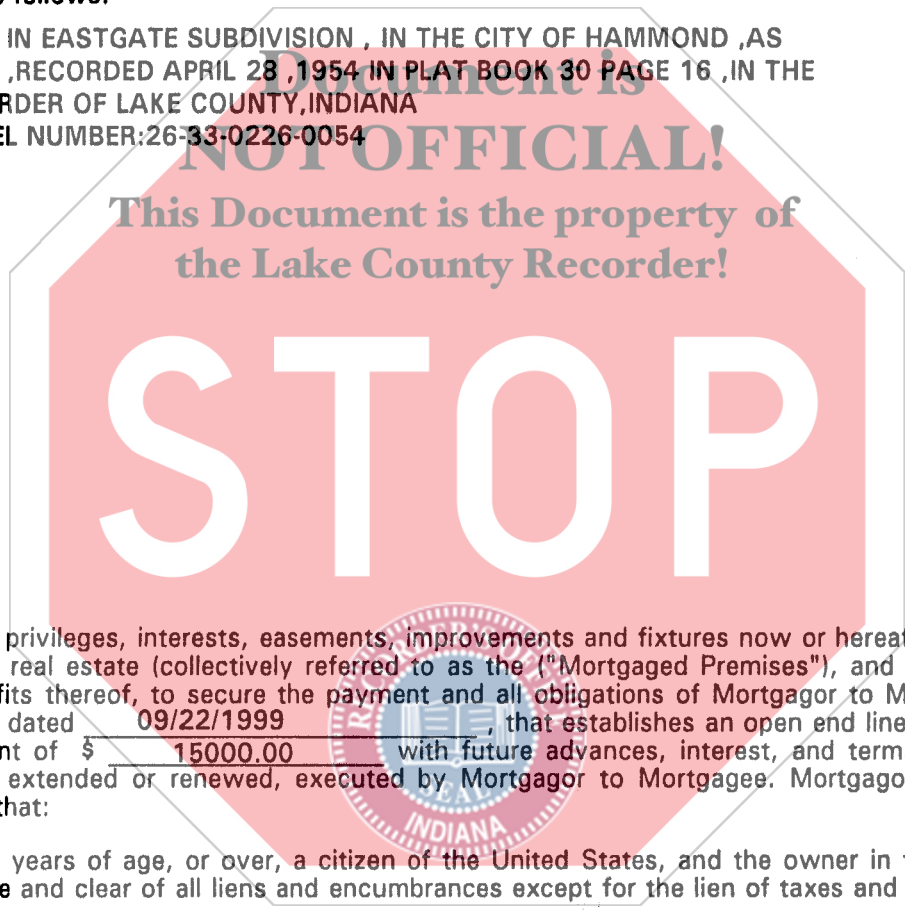 follows:
IN EASTGATE SUBDIVISION , IN THE CITY OF HAMMOND ,AS
,RECORDED APRIL 28 ,1954 IN PLAT BOOK 30 PAGE 16 ,IN THE
RDER OF LAKE COUNTY,INDIANA
EL NUMBER:26-33-0226-0054
Document is
NOT OFFICIAL!
This Document is the property of
the Lake County Recorder!
STOP
privileges, interests, easements, improvements and fixtures now or hereaf
real estate (collectively referred to as the ("Mortgaged Premises"), and
fits thereof, to secure the payment and all obligations of Mortgagor to M
dated 09/22/1999 , that establishes an open end line
nt of $ 15000.00 with future advances, interest, and term
extended or renewed, executed by Mortgagor to Mortgagee. Mortgago
that:
RECORDER'S OFFICE
SEAL
INDIANA
years of age, or over, a citizen of the United States, and the owner in
e and clear of all liens and encumbrances except for the lien of taxes and